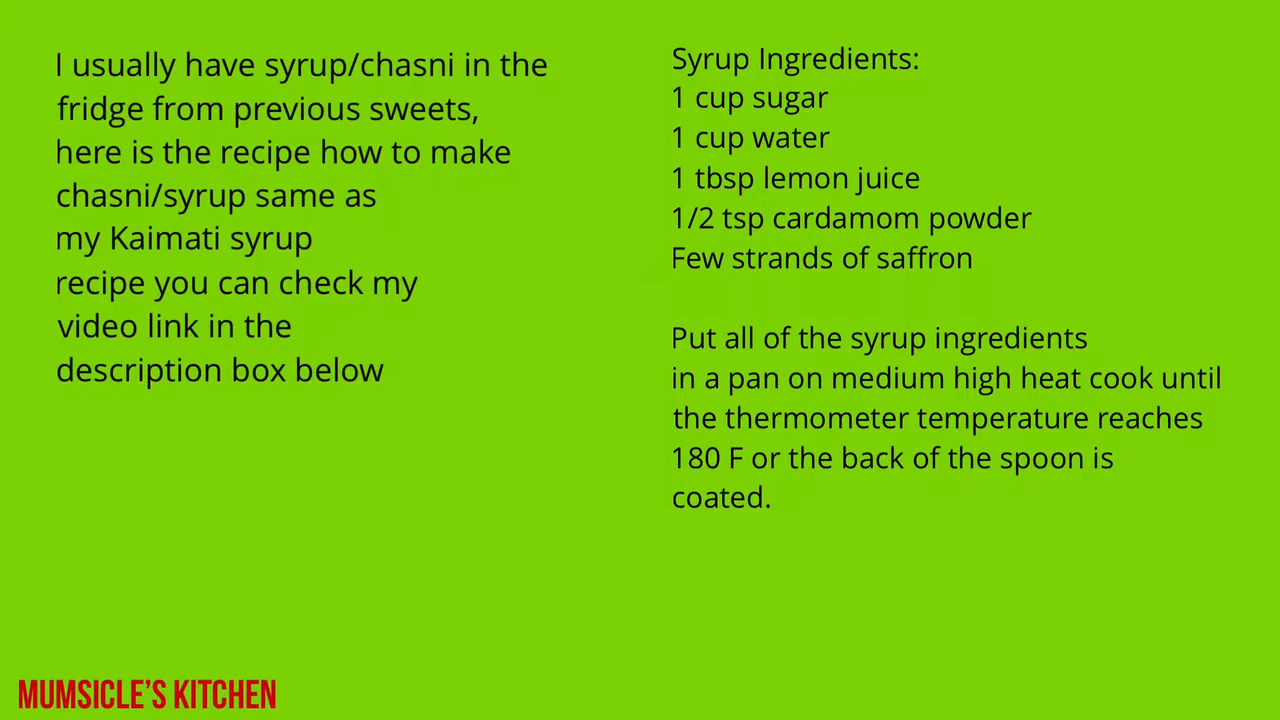 I usually have syrup/chasni in the
fridge from previous sweets,
here is the recipe how to make
chasni/syrup same as
my Kaimati syrup
recipe you can check my
video link in the
description box below
Syrup Ingredients:
1 cup sugar
1 cup water
1 tbsp lemon juice
1/2 tsp cardamom powder
Few strands of saffron
Put all of the syrup ingredients
in a pan on medium high heat cook until
the thermometer temperature reaches
180 F or the back of the spoon is
coated.
MUMSICLE'S KITCHEN